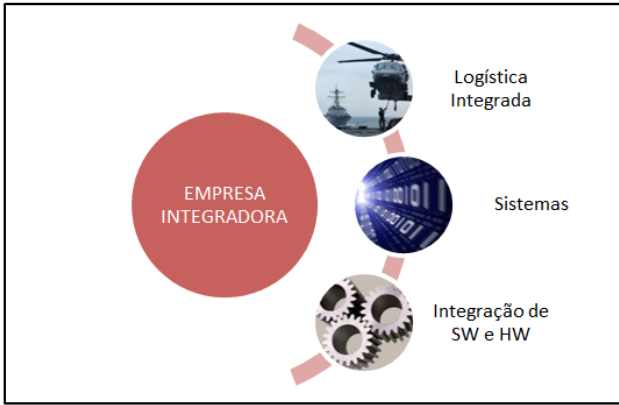 EMPRESA
INTEGRADORA
Logística
Integrada
Sistemas
Integração de
SW e HW